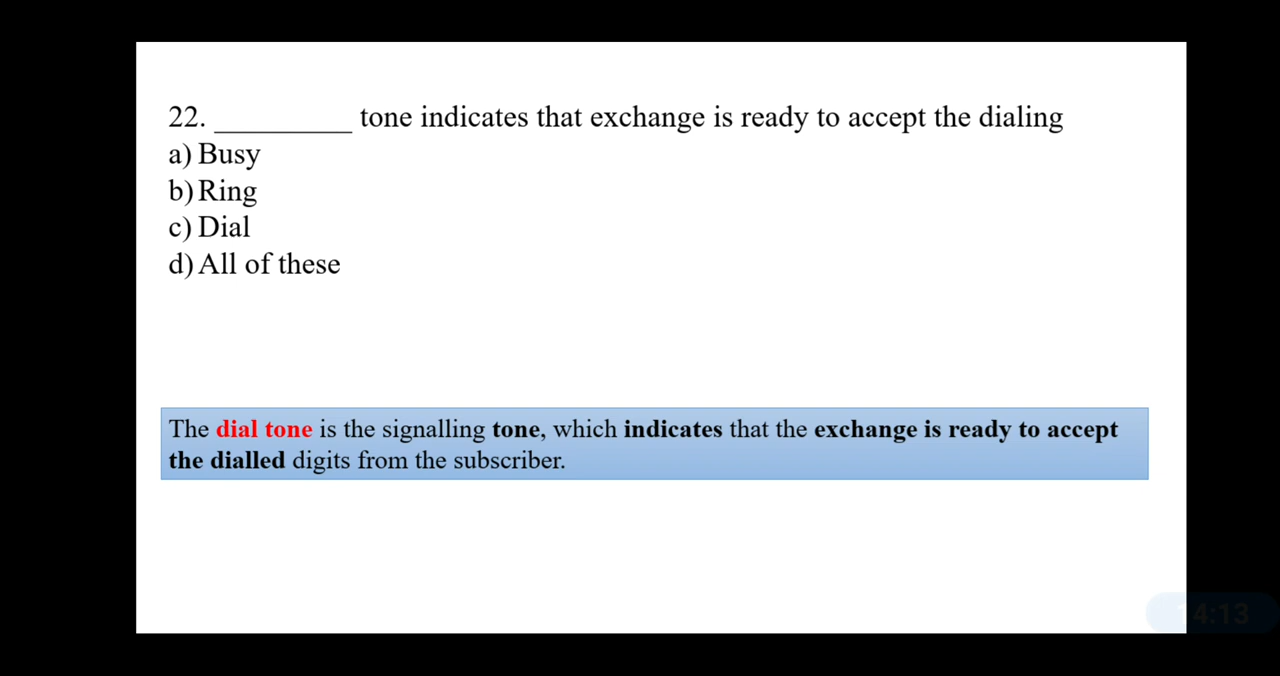 22. _________ tone indicates that exchange is ready to accept the dialing
a) Busy
b) Ring
c) Dial
d) All of these
The dial tone is the signalling tone, which indicates that the exchange is ready to accept
the dialled digits from the subscriber.
14:13